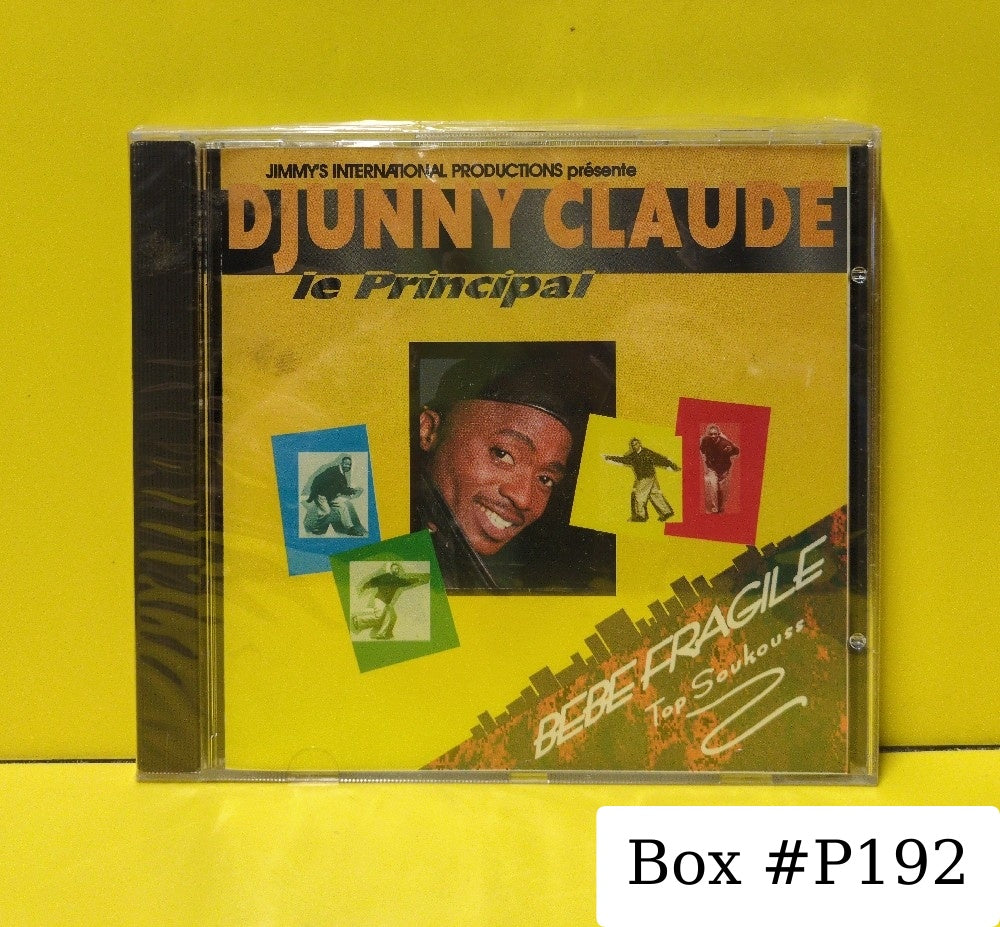 JIMMY'S INTERNATIONAL PRODUCTIONS présente
DJUNNY CLAUDE
le Principal
BEBE FRAGILE
Top Soukouss
Box #P192